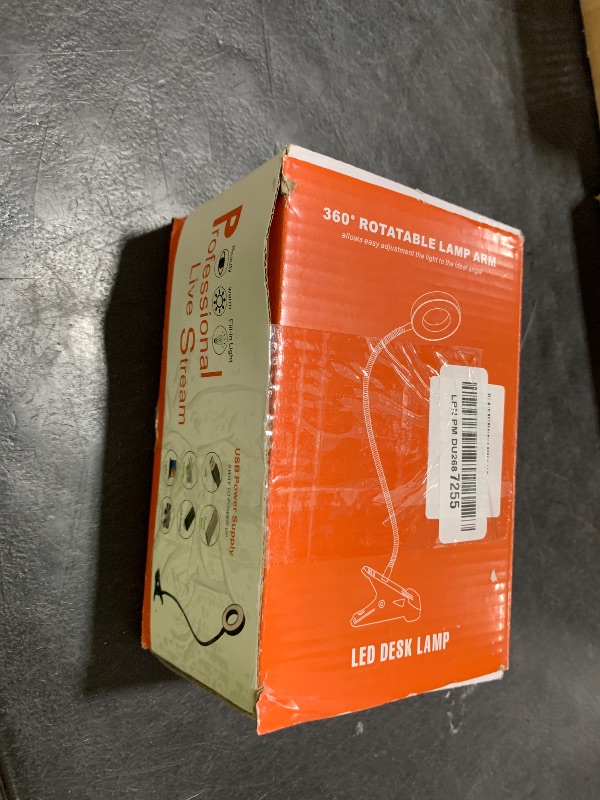 360° ROTATABLE LAMP ARM
allows easy adjustment the light to the ideal angle
LPN PM DU268 7255
LED DESK LAMP
Professional
Live Stream
Beauty
Warm
Fill-in Light
USB Power Supply